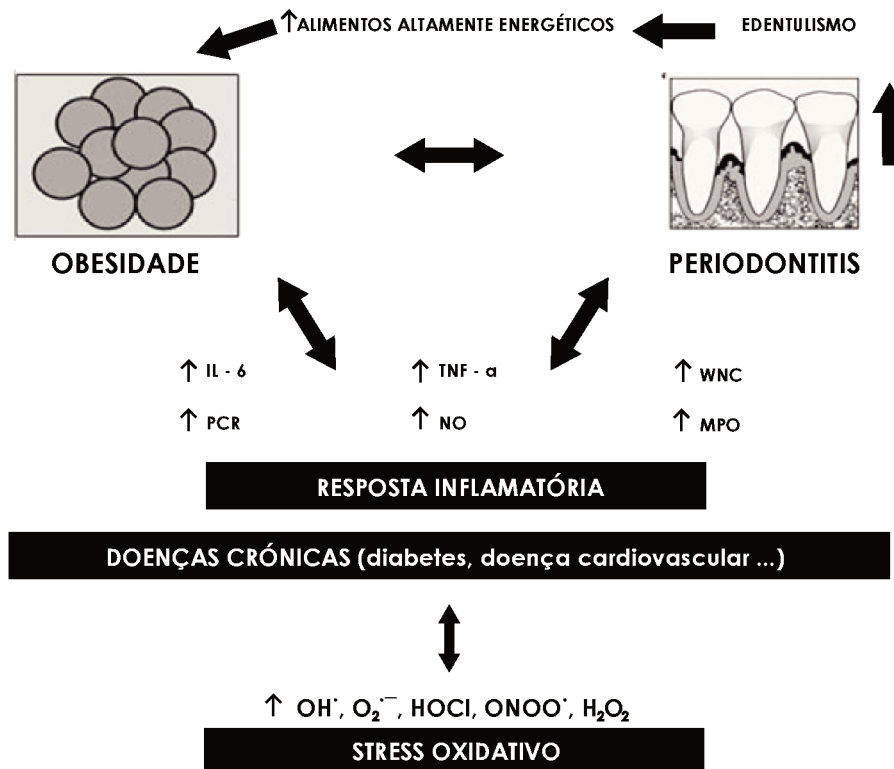 ↑ALIMENTOS ALTAMENTE ENERGÉTICOS EDENTULISMO
OBESIDADE PERIODONTITIS
↑ IL - 6 ↑ TNF - α ↑ WNC
↑ PCR ↑ NO ↑ MPO
RESPOSTA INFLAMATÓRIA
DOENÇAS CRÓNICAS (diabetes, doença cardiovascular ...)
↑ OH˙, O₂˙⁻, HOCl, ONOO˙, H₂O₂
STRESS OXIDATIVO